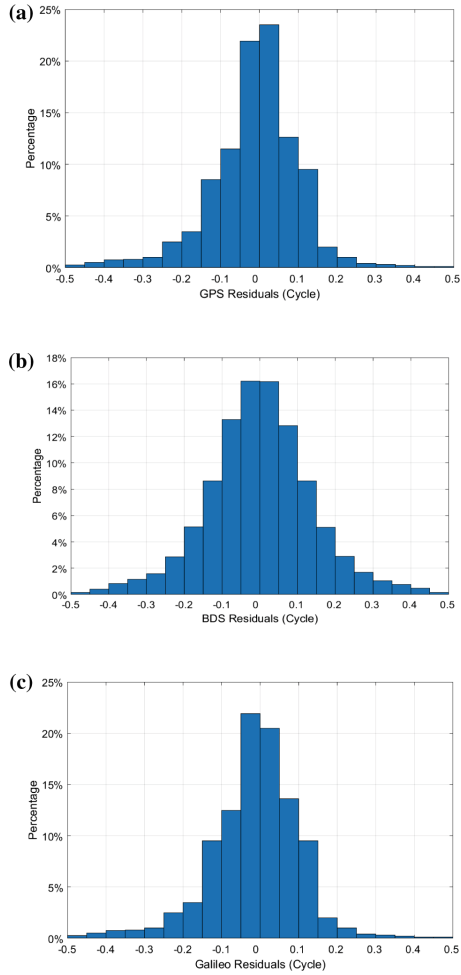 (a)
25%
20%
15%
10%
5%
0%
Percentage
-0.5 -0.4 -0.3 -0.2 -0.1 0 0.1 0.2 0.3 0.4 0.5
GPS Residuals (Cycle)
(b)
18%
16%
14%
12%
10%
8%
6%
4%
2%
0%
Percentage
-0.5 -0.4 -0.3 -0.2 -0.1 0 0.1 0.2 0.3 0.4 0.5
BDS Residuals (Cycle)
(c)
25%
20%
15%
10%
5%
0%
Percentage
-0.5 -0.4 -0.3 -0.2 -0.1 0 0.1 0.2 0.3 0.4 0.5
Galileo Residuals (Cycle)